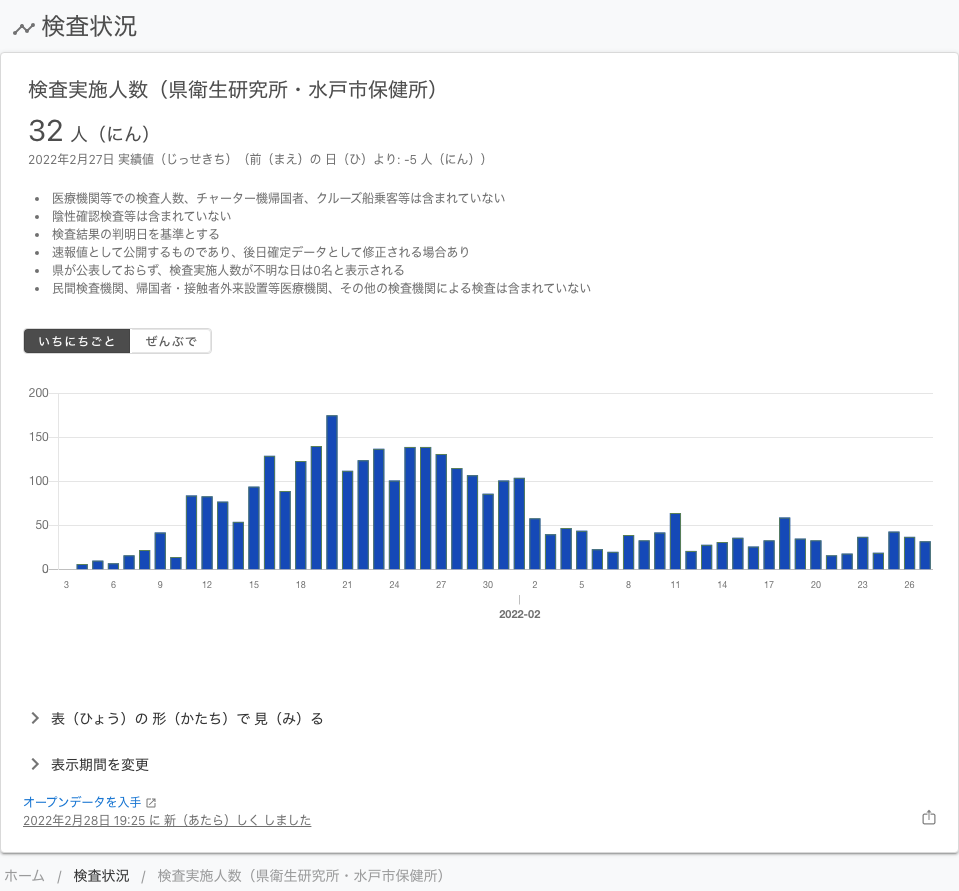 検査状況
検査実施人数（県衛生研究所・水戸市保健所）
32 人（にん）
2022年2月27日 実績値（じっせきち）（前（まえ）の 日（ひ）より: -5 人（にん））
• 医療機関等での検査人数、チャーター機帰国者、クルーズ船乗客等は含まれていない
• 陰性確認検査等は含まれていない
• 検査結果の判明日を基準とする
• 速報値として公開するものであり、後日確定データとして修正される場合あり
• 県が公表しておらず、検査実施人数が不明な日は0名と表示される
• 民間検査機関、帰国者・接触者外来設置等医療機関、その他の検査機関による検査は含まれていない
いちにちごと ぜんぶで
200
150
100
50
0
3 6 9 12 15 18 21 24 27 30 2 5 8 11 14 17 20 23 26
2022-02
表（ひょう）の 形（かたち）で 見（み）る
表示期間を変更
オープンデータを入手
2022年2月28日 19:25 に 新（あたら）しく しました
ホーム / 検査状況 / 検査実施人数（県衛生研究所・水戸市保健所）